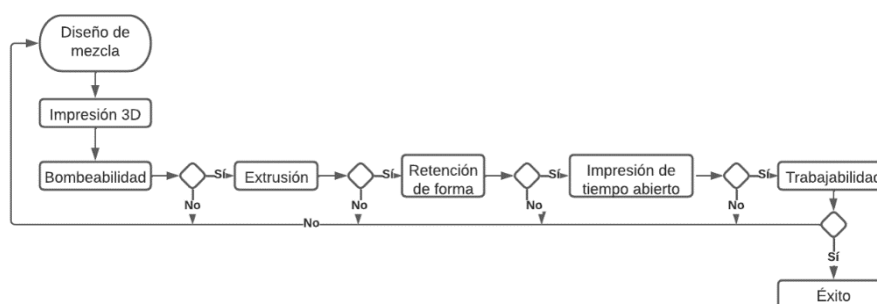 Diseño de
mezcla
Impresión 3D
Bombeabilidad
Sí
Extrusión
Sí
Retención
de forma
Sí
Impresión de
tiempo abierto
Sí
Trabajabilidad
No
No
No
No
No
Sí
Éxito